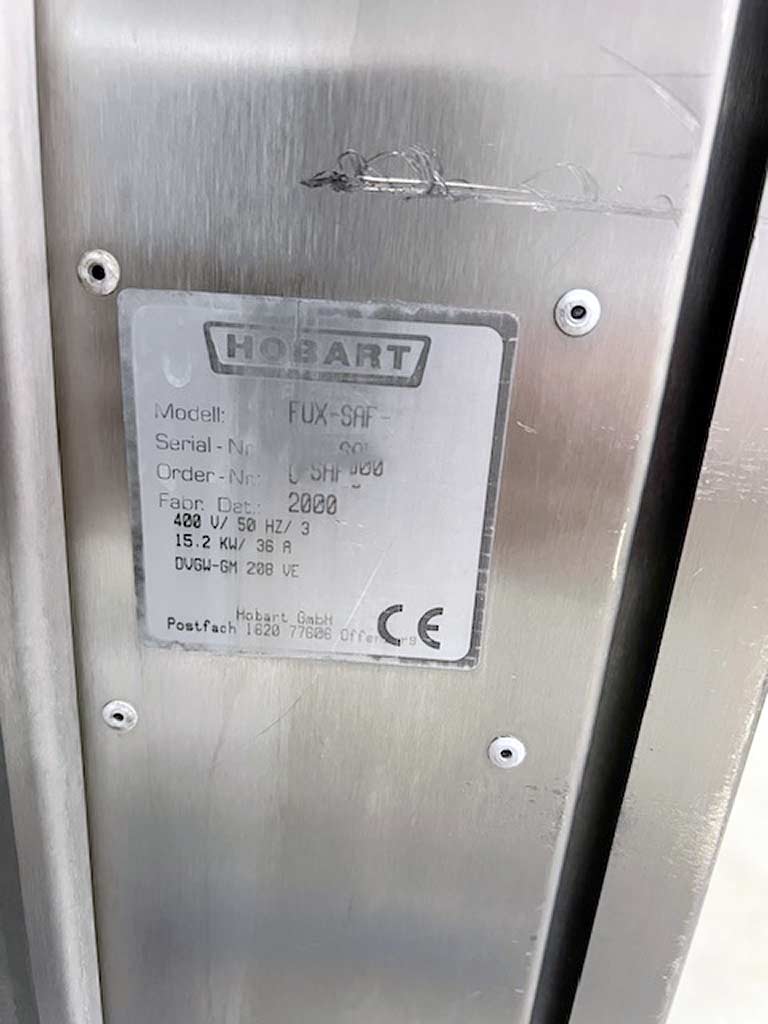 HOBART
Modell: FUX-SAF-
Serial-Nr
Order-Nr:
Fabr. Dat.: 2000
400 V/ 50 HZ/ 3
15.2 KW/ 36 A
DVGW-GM 208 VE
Hobart GmbH
Postfach 1620 77606 Offenburg
CE